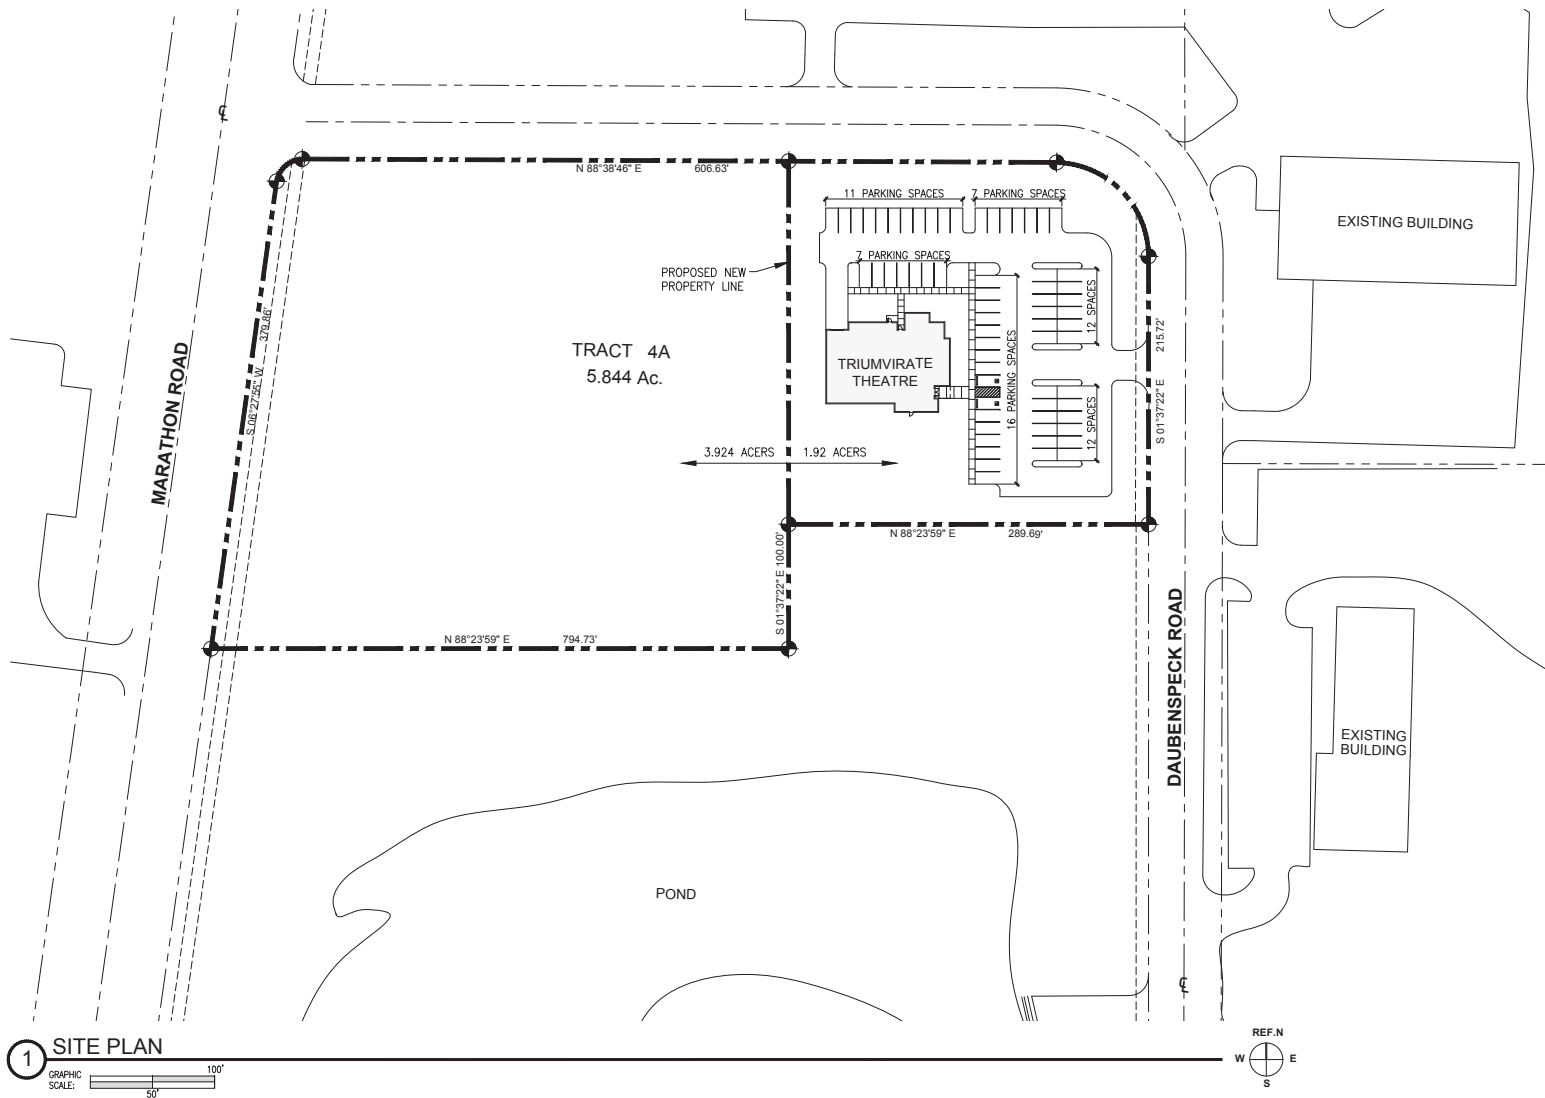 ℄
N 88°38'46" E 606.63'
11 PARKING SPACES
7 PARKING SPACES
EXISTING BUILDING
7 PARKING SPACES
PROPOSED NEW
PROPERTY LINE
379.86'
S 06°27'55" W
MARATHON ROAD
TRACT 4A
5.844 Ac.
TRIUMVIRATE
THEATRE
16 PARKING SPACES
12 SPACES
12 SPACES
215.72'
S 01°37'22" E
3.924 ACERS
1.92 ACERS
N 88°23'59" E 289.69'
S 01°37'22" E 100.00'
N 88°23'59" E 794.73'
DAUBENSPECK ROAD
EXISTING
BUILDING
POND
℄
1 SITE PLAN
GRAPHIC
SCALE:
50'
100'
REF.N
W E
S